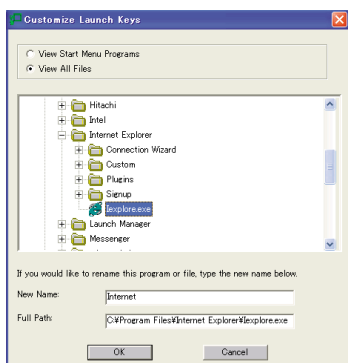 Customize Launch Keys
View Start Menu Programs
View All Files
Hitachi
Intel
Internet Explorer
Connection Wizard
Custom
Plugins
Signup
Iexplore.exe
Launch Manager
Messenger
If you would like to rename this program or file, type the new name below.
New Name:
Internet
Full Path:
C:¥Program Files¥Internet Explorer¥Iexplore.exe
OK
Cancel